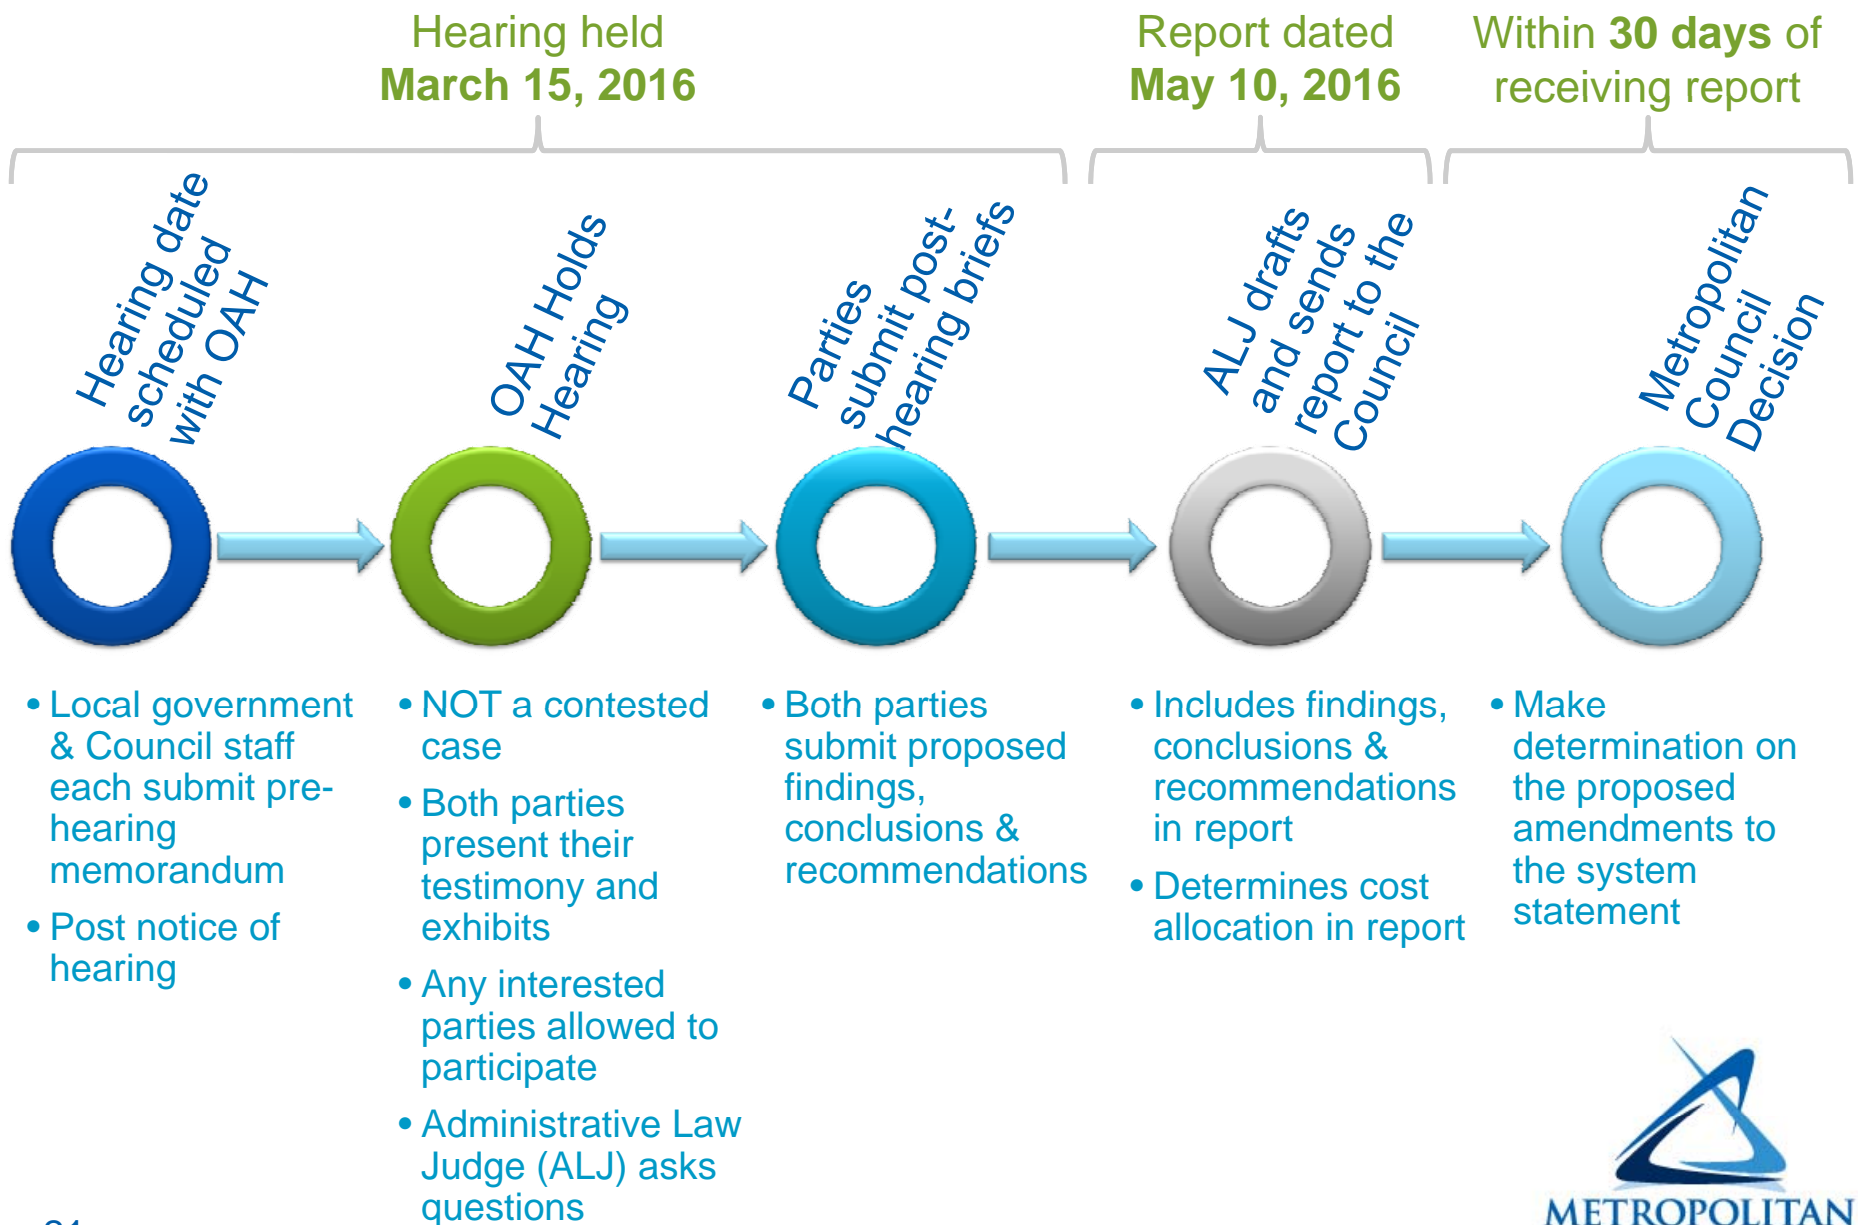 Hearing held
March 15, 2016
Report dated
May 10, 2016
Within 30 days of
receiving report
Hearing date
scheduled
with OAH
OAH Holds
Hearing
Parties
submit post-
hearing briefs
ALJ drafts
and sends
report to the
Council
Metropolitan
Council
Decision
• Local government
& Council staff
each submit pre-
hearing
memorandum
• Post notice of
hearing
• NOT a contested
case
• Both parties
present their
testimony and
exhibits
• Any interested
parties allowed to
participate
• Administrative Law
Judge (ALJ) asks
questions
• Both parties
submit proposed
findings,
conclusions &
recommendations
• Includes findings,
conclusions &
recommendations
in report
• Determines cost
allocation in report
• Make
determination on
the proposed
amendments to
the system
statement
METROPOLITAN